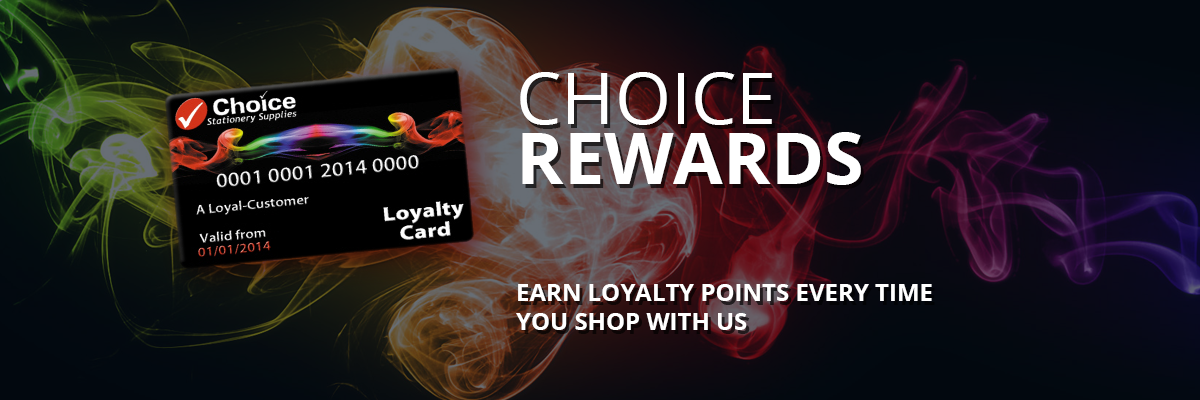 Choice
Stationery Supplies
0001 0001 2014 0000
A Loyal-Customer
Valid from
01/01/2014
Loyalty
Card
CHOICE
REWARDS
EARN LOYALTY POINTS EVERY TIME
YOU SHOP WITH US